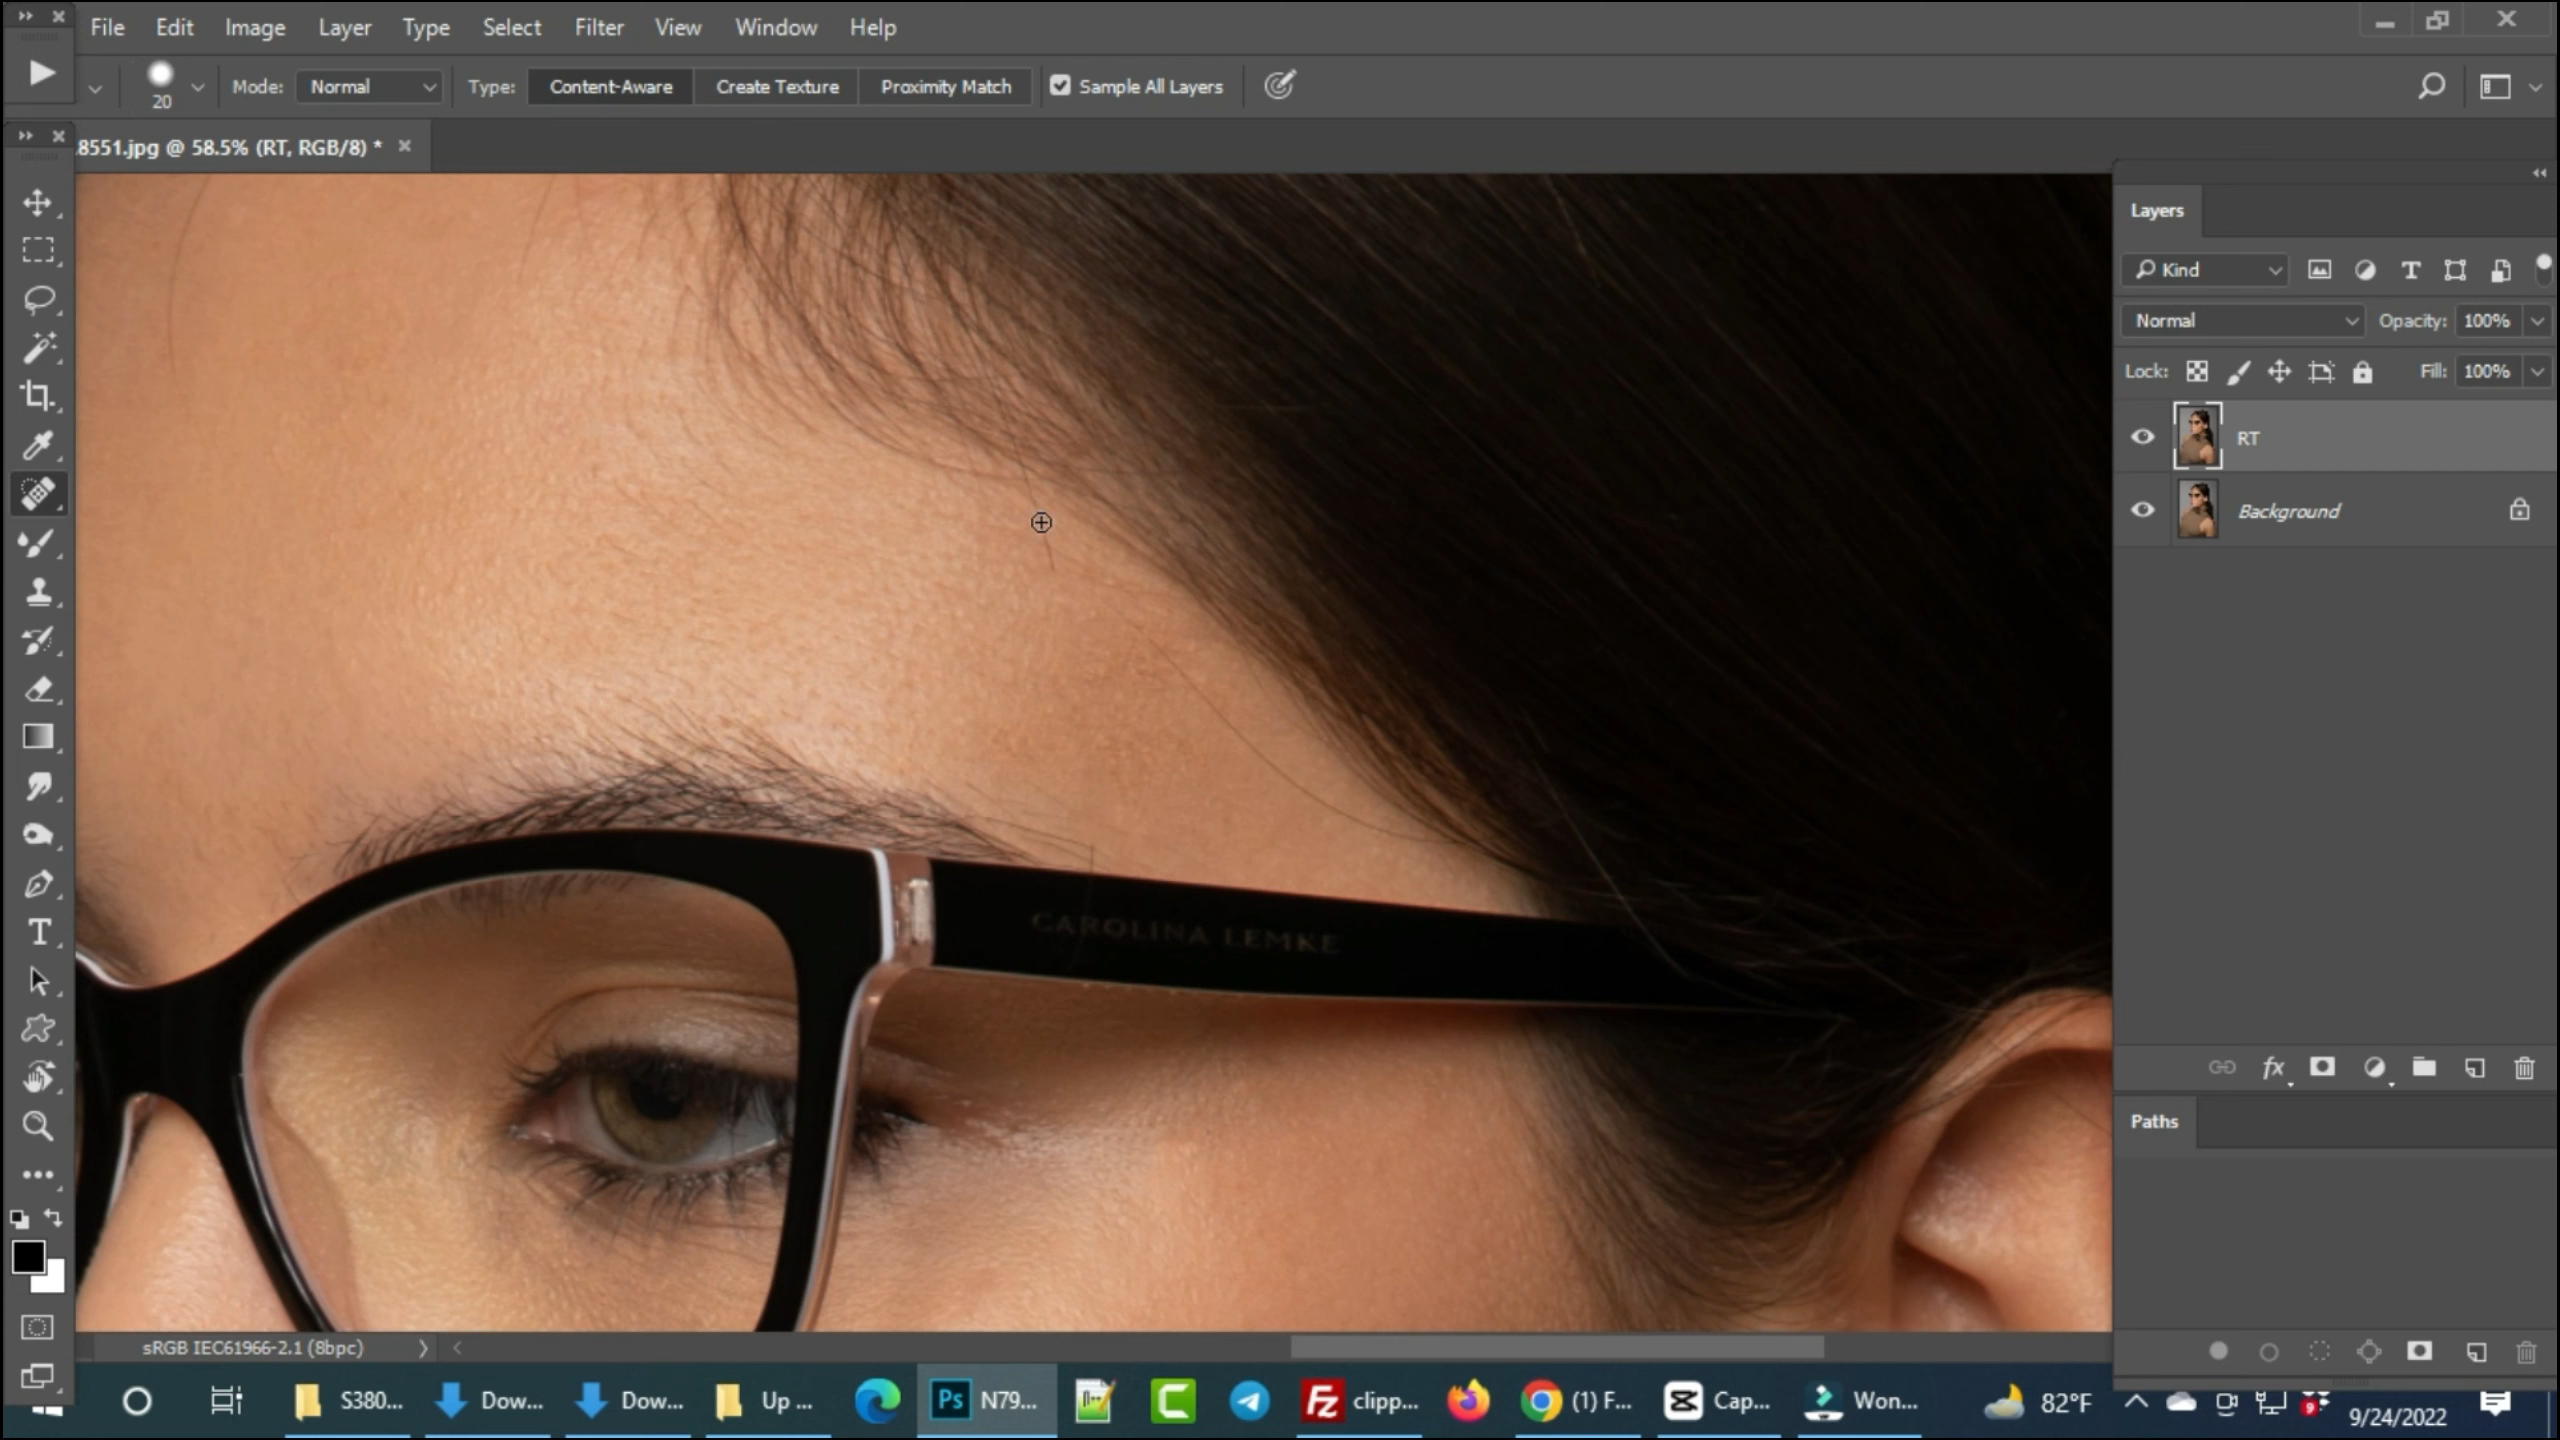 File Edit Image Layer Type Select Filter View Window Help
20 Mode: Normal Type: Content-Aware Create Texture Proximity Match Sample All Layers
.8551.jpg @ 58.5% (RT, RGB/8) *
Layers
Kind
Normal Opacity: 100%
Lock: Fill: 100%
RT
Background
CAROLINA LEMKE
Paths
sRGB IEC61966-2.1 (8bpc)
S380... Dow... Dow... Up ... Ps N79... Fz clipp... (1) F... Cap... Won... 82°F 9
9/24/2022